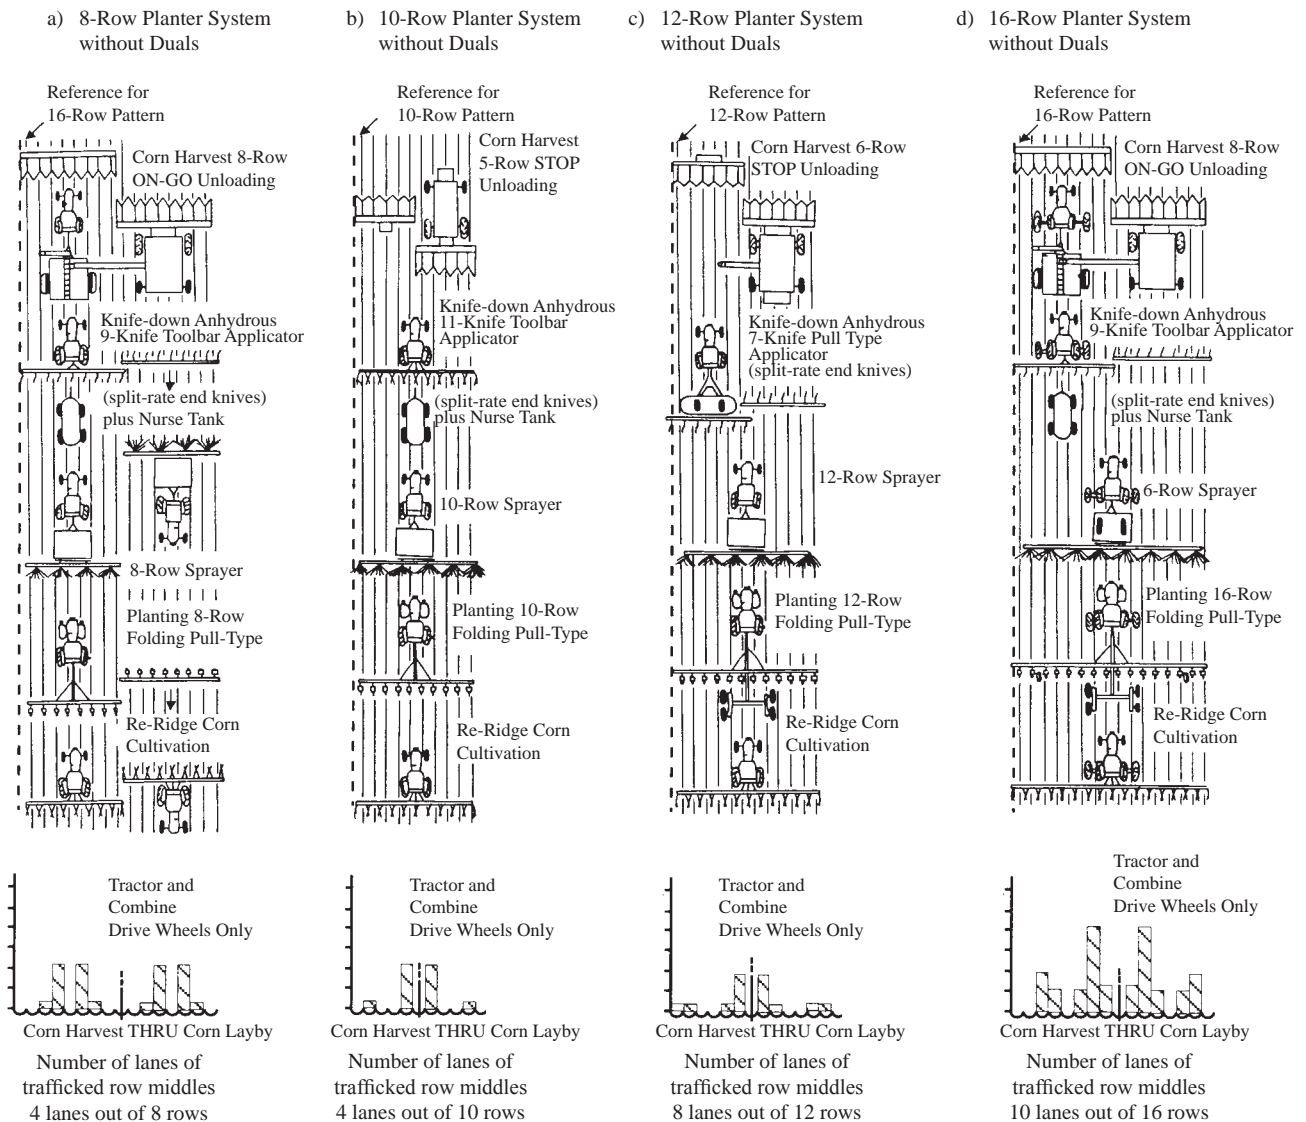 a) 8-Row Planter System
without Duals
Reference for
16-Row Pattern
Corn Harvest 8-Row
ON-GO Unloading
Knife-down Anhydrous
9-Knife Toolbar Applicator
(split-rate end knives)
plus Nurse Tank
8-Row Sprayer
Planting 8-Row
Folding Pull-Type
Re-Ridge Corn
Cultivation
Tractor and
Combine
Drive Wheels Only
Corn Harvest THRU Corn Layby
Number of lanes of
trafficked row middles
4 lanes out of 8 rows
b) 10-Row Planter System
without Duals
Reference for
10-Row Pattern
Corn Harvest
5-Row STOP
Unloading
Knife-down Anhydrous
11-Knife Toolbar
Applicator
(split-rate end knives)
plus Nurse Tank
10-Row Sprayer
Planting 10-Row
Folding Pull-Type
Re-Ridge Corn
Cultivation
Tractor and
Combine
Drive Wheels Only
Corn Harvest THRU Corn Layby
Number of lanes of
trafficked row middles
4 lanes out of 10 rows
c) 12-Row Planter System
without Duals
Reference for
12-Row Pattern
Corn Harvest 6-Row
STOP Unloading
Knife-down Anhydrous
7-Knife Pull Type
Applicator
(split-rate end knives)
12-Row Sprayer
Planting 12-Row
Folding Pull-Type
Re-Ridge Corn
Cultivation
Tractor and
Combine
Drive Wheels Only
Corn Harvest THRU Corn Layby
Number of lanes of
trafficked row middles
8 lanes out of 12 rows
d) 16-Row Planter System
without Duals
Reference for
16-Row Pattern
Corn Harvest 8-Row
ON-GO Unloading
Knife-down Anhydrous
9-Knife Toolbar Applicator
(split-rate end knives)
plus Nurse Tank
6-Row Sprayer
Planting 16-Row
Folding Pull-Type
Re-Ridge Corn
Cultivation
Tractor and
Combine
Drive Wheels Only
Corn Harvest THRU Corn Layby
Number of lanes of
trafficked row middles
10 lanes out of 16 rows